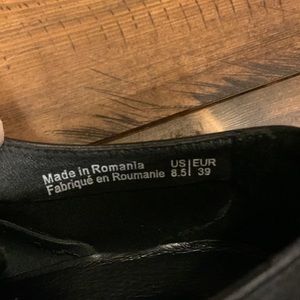 Made in Romania US|EUR
Fabriqué en Roumanie 8.5|39